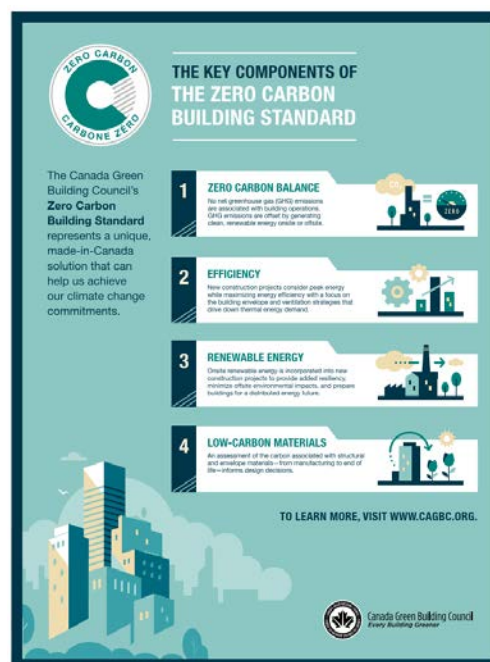 ZERO CARBON
CARBONE ZÉRO
THE KEY COMPONENTS OF
THE ZERO CARBON
BUILDING STANDARD
The Canada Green
Building Council's
Zero Carbon
Building Standard
represents a unique,
made-in-Canada
solution that can
help us achieve
our climate change
commitments.
1
ZERO CARBON BALANCE
No net greenhouse gas (GHG) emissions
are associated with building operations.
GHG emissions are offset by generating
clean, renewable energy onsite or offsite.
ZERO
2
EFFICIENCY
New construction projects consider peak energy
while maximizing energy efficiency with a focus on
the building envelope and ventilation strategies that
drive down thermal energy demand.
3
RENEWABLE ENERGY
Onsite renewable energy is incorporated into new
construction projects to provide added resiliency,
minimize offsite environmental impacts, and prepare
buildings for a distributed energy future.
4
LOW-CARBON MATERIALS
An assessment of the carbon associated with structural
and envelope materials—from manufacturing to end of
life—informs design decisions.
TO LEARN MORE, VISIT WWW.CAGBC.ORG.
Canada Green Building Council
Every Building Greener